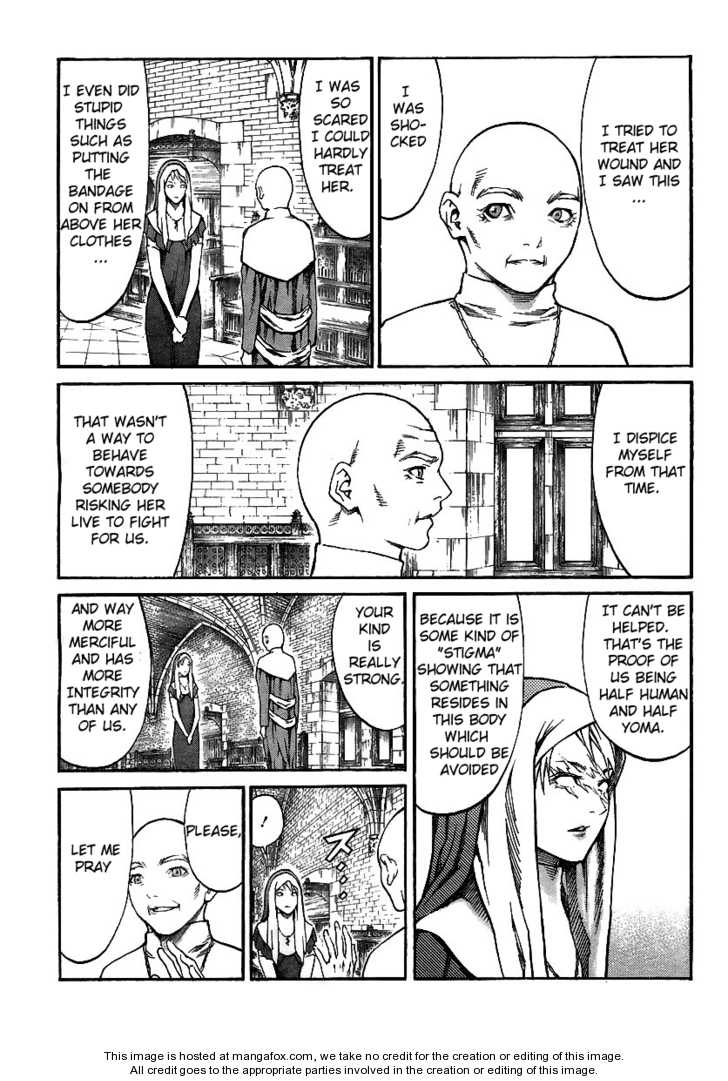 I TRIED TO
TREAT HER
WOUND AND
I SAW THIS
...
I
WAS
SHO-
CKED
I WAS
SO
SCARED
I COULD
HARDLY
TREAT
HER.
I EVEN DID
STUPID
THINGS
SUCH AS
PUTTING
THE
BANDAGE
ON FROM
ABOVE HER
CLOTHES
...
I DISPICE
MYSELF
FROM THAT
TIME.
THAT WASN'T
A WAY TO
BEHAVE
TOWARDS
SOMEBODY
RISKING HER
LIVE TO FIGHT
FOR US.
IT CAN'T BE
HELPED.
THAT'S THE
PROOF OF
US BEING
HALF HUMAN
AND HALF
YOMA.
BECAUSE IT IS
SOME KIND OF
"STIGMA"
SHOWING THAT
SOMETHING
RESIDES IN
THIS BODY
WHICH
SHOULD BE
AVOIDED
YOUR
KIND
IS
REALLY
STRONG.
AND WAY
MORE
MERCIFUL
AND HAS
MORE
INTEGRITY
THAN ANY
OF US.
!
ズッ...
PLEASE,
LET ME
PRAY
This image is hosted at mangafox.com, we take no credit for the creation or editing of this image.
All credit goes to the appropriate parties involved in the creation or editing of this image.